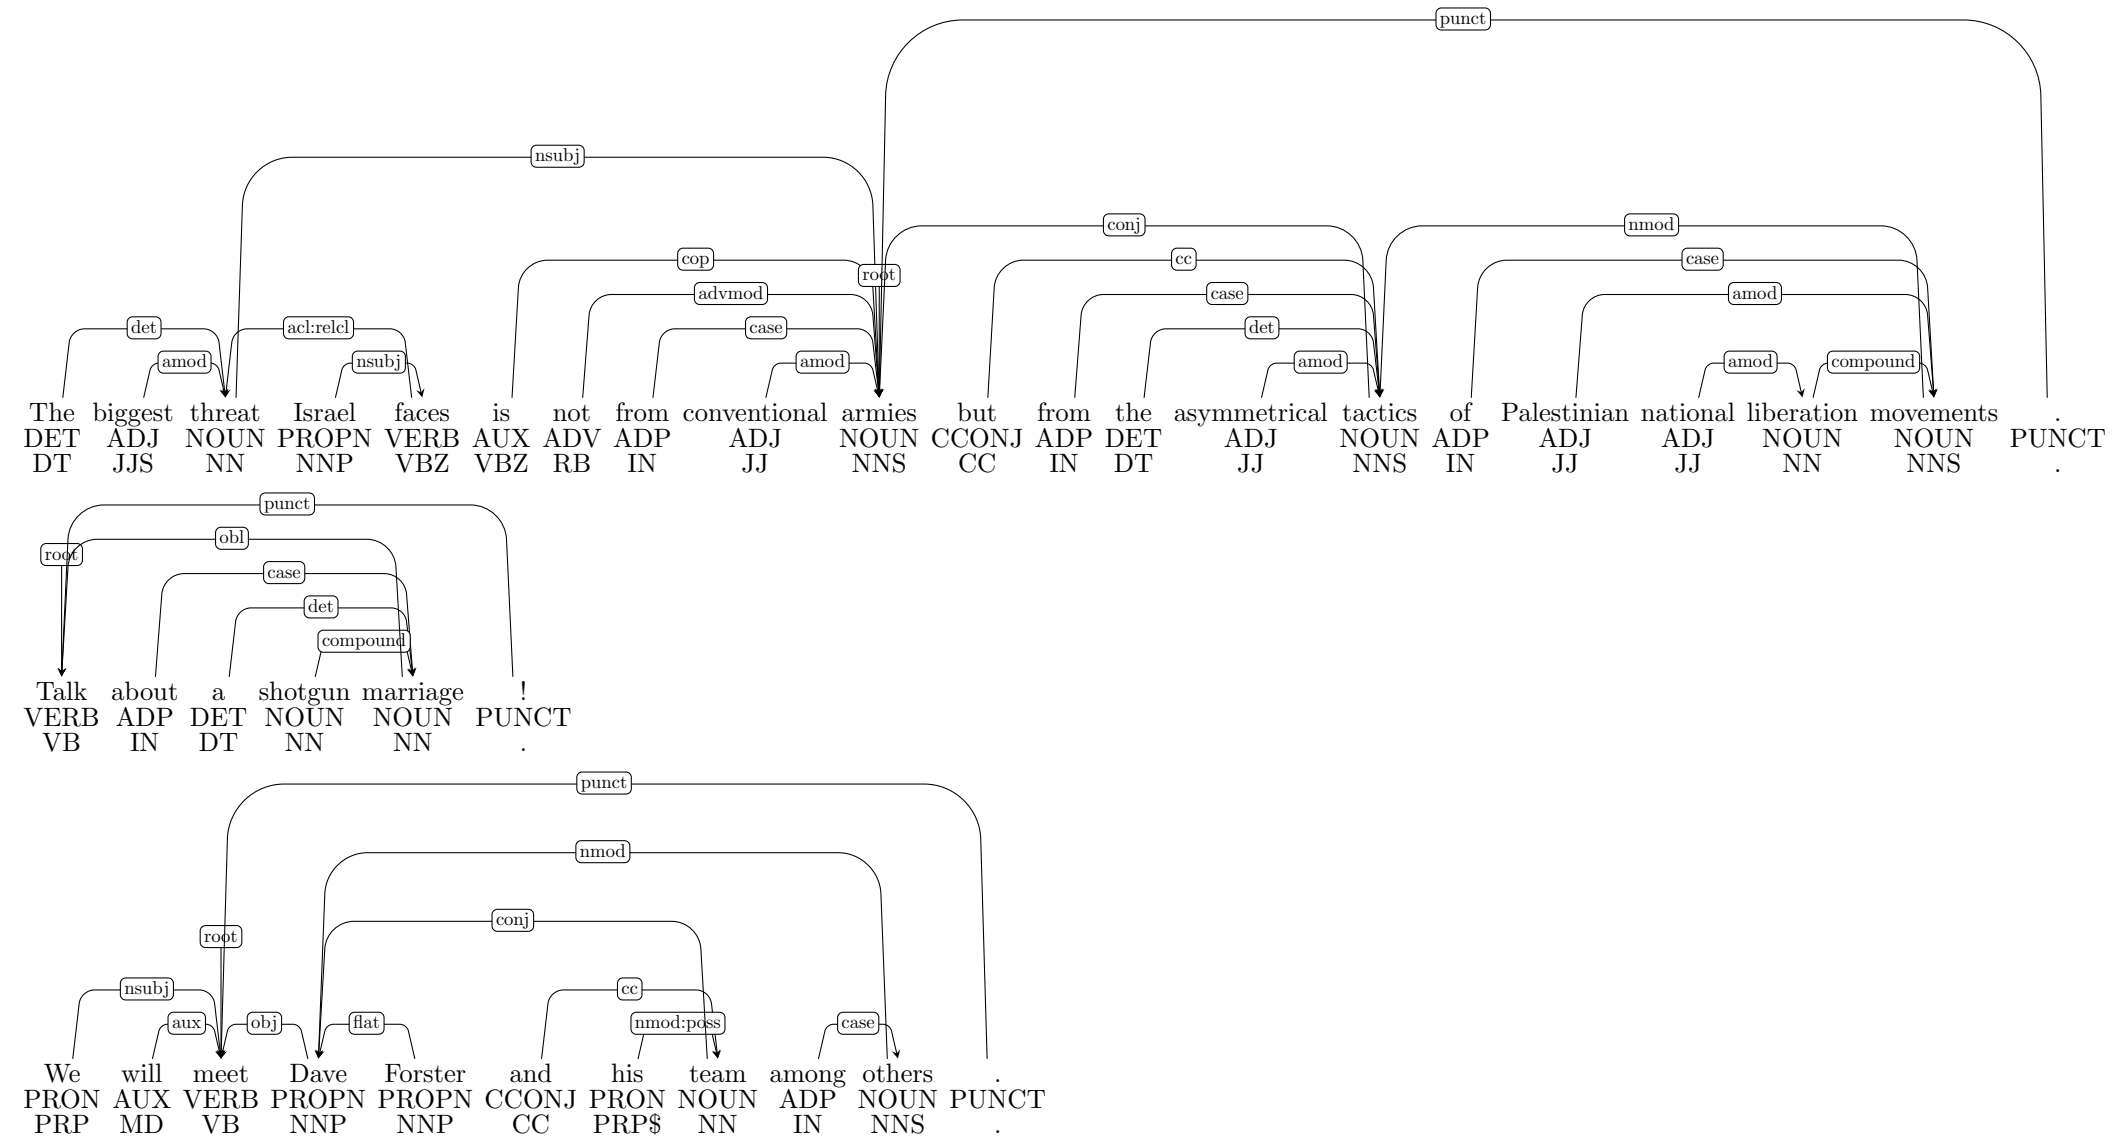 punct
nsubj
conj nmod
cop root cc case
advmod case amod
det acl:relcl case det
amod nsubj amod amod amod compound
The biggest threat Israel faces is not from conventional armies but from the asymmetrical tactics of Palestinian national liberation movements .
DET ADJ NOUN PROPN VERB AUX ADV ADP ADJ NOUN CCONJ ADP DET ADJ NOUN ADP ADJ ADJ NOUN NOUN PUNCT
DT JJS NN NNP VBZ VBZ RB IN JJ NNS CC IN DT JJ NNS IN JJ JJ NN NNS .
punct
obl
root
case
det
compound
Talk about a shotgun marriage !
VERB ADP DET NOUN NOUN PUNCT
VB IN DT NN NN .
punct
nmod
conj
root
nsubj cc
aux obj flat nmod:poss case
We will meet Dave Forster and his team among others .
PRON AUX VERB PROPN PROPN CCONJ PRON NOUN ADP NOUN PUNCT
PRP MD VB NNP NNP CC PRP$ NN IN NNS .